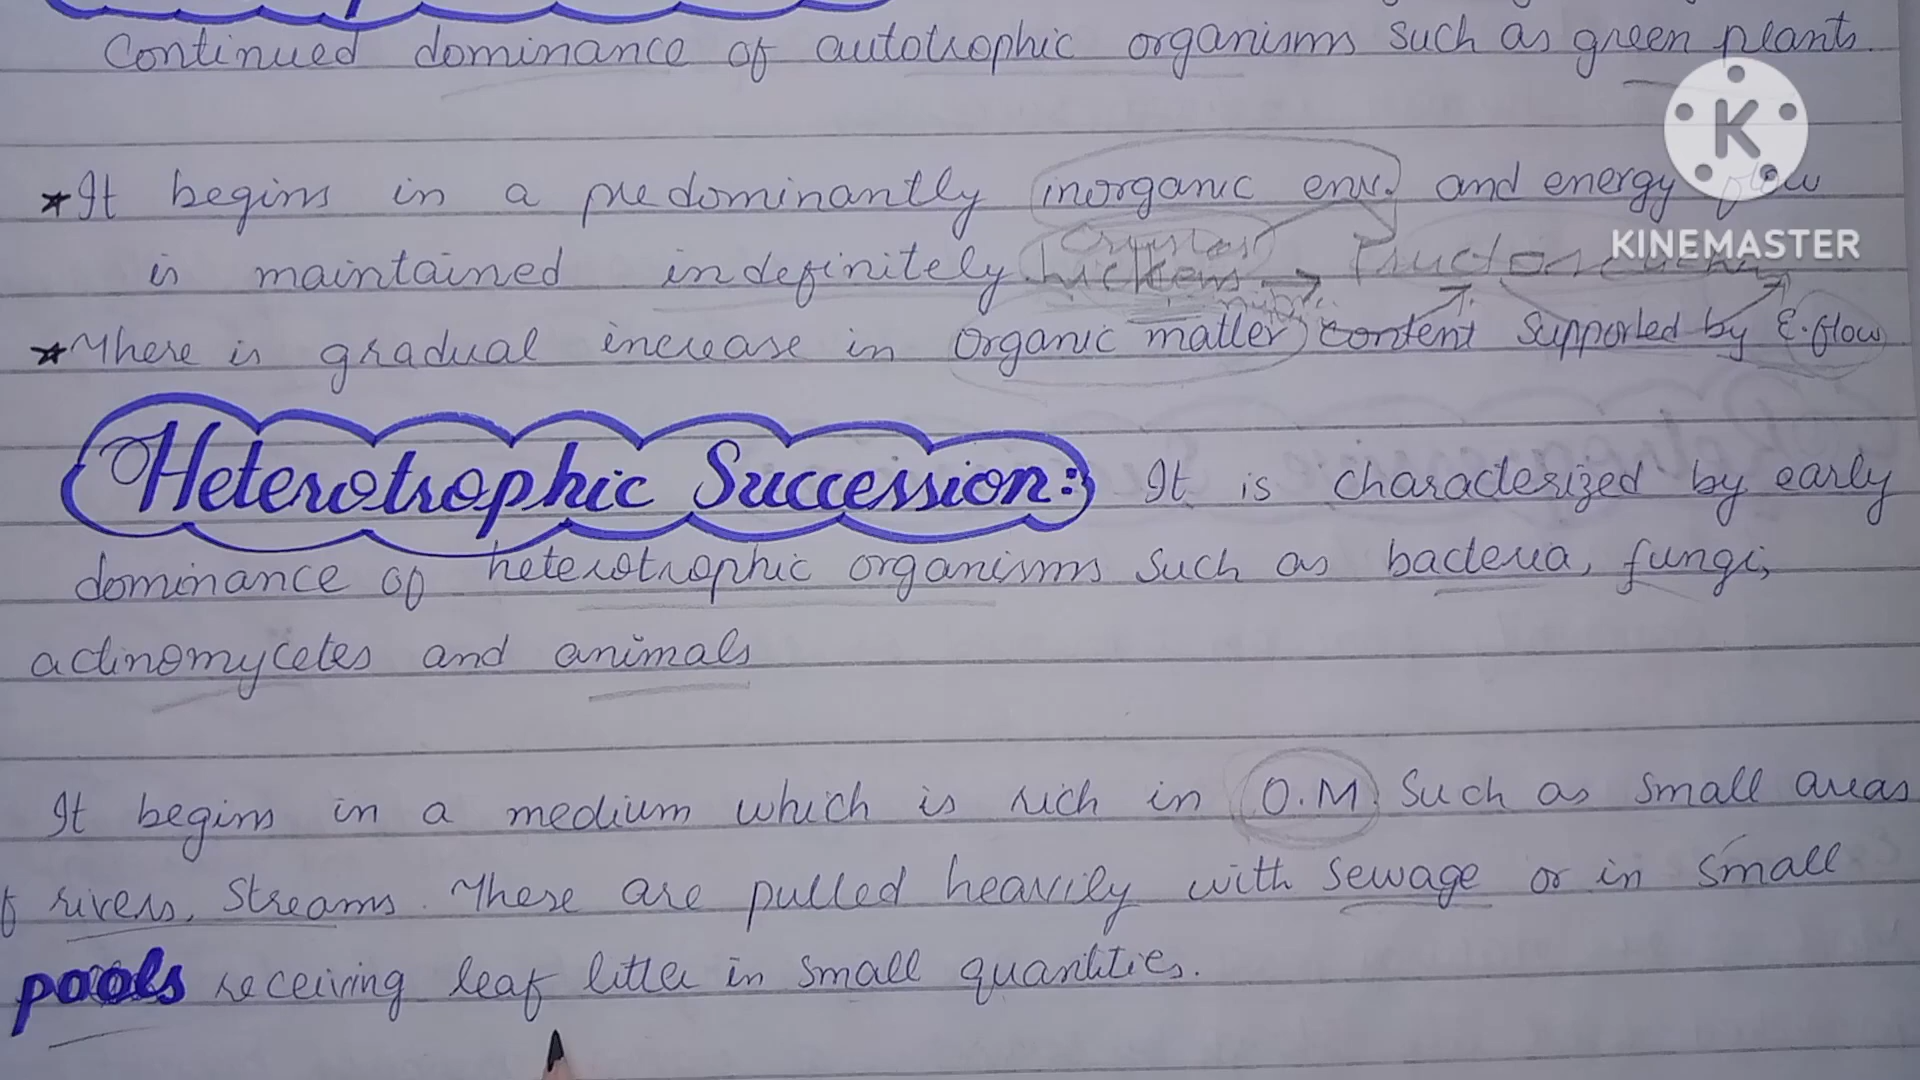 Continued dominance of autotrophic organisms such as green plants.
*It begins in a predominantly inorganic env. and energy flow
KINEMASTER
is maintained indefinitely
*There is gradual increase in organic matter content supported by E.flow
Heterotrophic Succession: It is characterized by early
dominance of heterotrophic organisms such as bacteria, fungi,
actinomycetes and animals
It begins in a medium which is rich in O.M. Such as small areas
of rivers, streams. These are pulled heavily with sewage or in small
pools receiving leaf litter in small quantities.